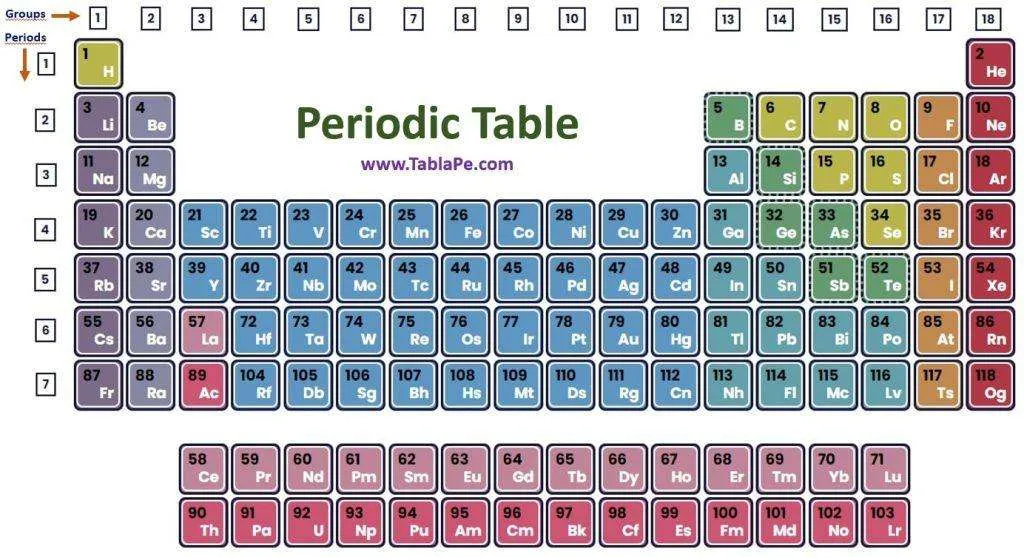 Groups 1 2 3 4 5 6 7 8 9 10 11 12 13 14 15 16 17 18
Periods
1 1 H 2 He
2 3 Li 4 Be 5 B 6 C 7 N 8 O 9 F 10 Ne
Periodic Table
www.TablaPe.com
3 11 Na 12 Mg 13 Al 14 Si 15 P 16 S 17 Cl 18 Ar
4 19 K 20 Ca 21 Sc 22 Ti 23 V 24 Cr 25 Mn 26 Fe 27 Co 28 Ni 29 Cu 30 Zn 31 Ga 32 Ge 33 As 34 Se 35 Br 36 Kr
5 37 Rb 38 Sr 39 Y 40 Zr 41 Nb 42 Mo 43 Tc 44 Ru 45 Rh 46 Pd 47 Ag 48 Cd 49 In 50 Sn 51 Sb 52 Te 53 I 54 Xe
6 55 Cs 56 Ba 57 La 72 Hf 73 Ta 74 W 75 Re 76 Os 77 Ir 78 Pt 79 Au 80 Hg 81 Tl 82 Pb 83 Bi 84 Po 85 At 86 Rn
7 87 Fr 88 Ra 89 Ac 104 Rf 105 Db 106 Sg 107 Bh 108 Hs 109 Mt 110 Ds 111 Rg 112 Cn 113 Nh 114 Fl 115 Mc 116 Lv 117 Ts 118 Og
58 Ce 59 Pr 60 Nd 61 Pm 62 Sm 63 Eu 64 Gd 65 Tb 66 Dy 67 Ho 68 Er 69 Tm 70 Yb 71 Lu
90 Th 91 Pa 92 U 93 Np 94 Pu 95 Am 96 Cm 97 Bk 98 Cf 99 Es 100 Fm 101 Md 102 No 103 Lr